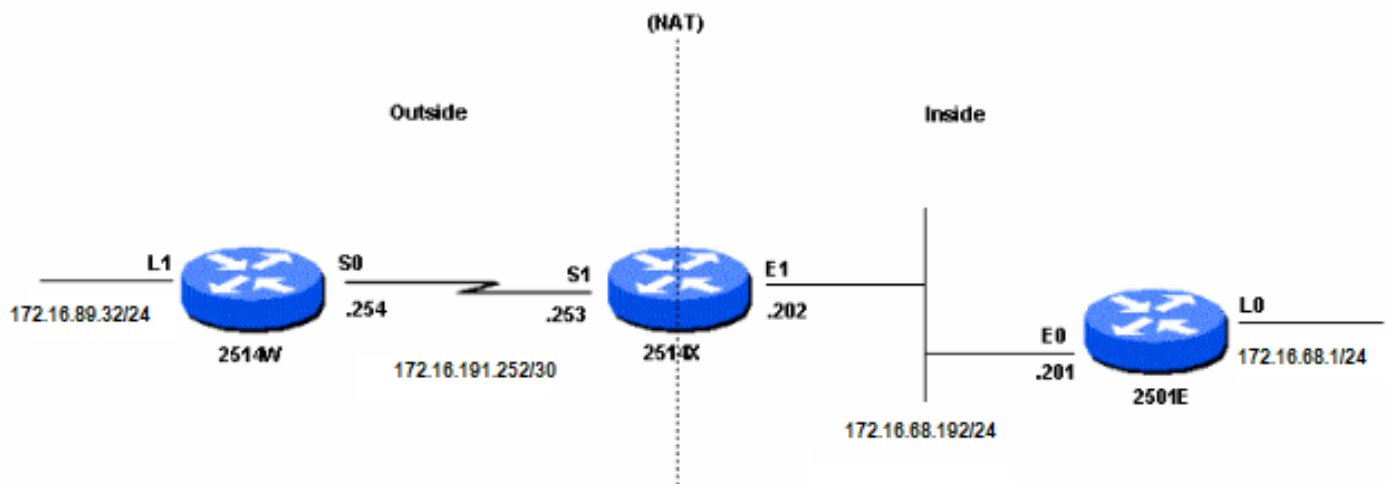 (NAT)
Outside
Inside
L1
S0
S1
E1
172.16.89.32/24
.254
.253
.202
E0
L0
2514W
2514X
172.16.191.252/30
.201
172.16.68.1/24
2501E
172.16.68.192/24